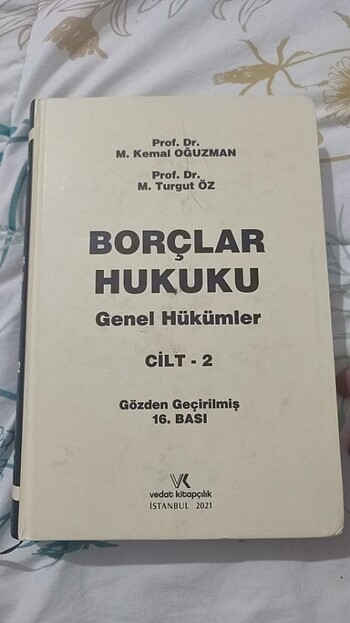 Prof. Dr.
M. Kemal OĞUZMAN
Prof. Dr.
M. Turgut ÖZ
BORÇLAR
HUKUKU
Genel Hükümler
CİLT - 2
Gözden Geçirilmiş
16. BASI
VK
vedat kitapçılık
İSTANBUL 2021